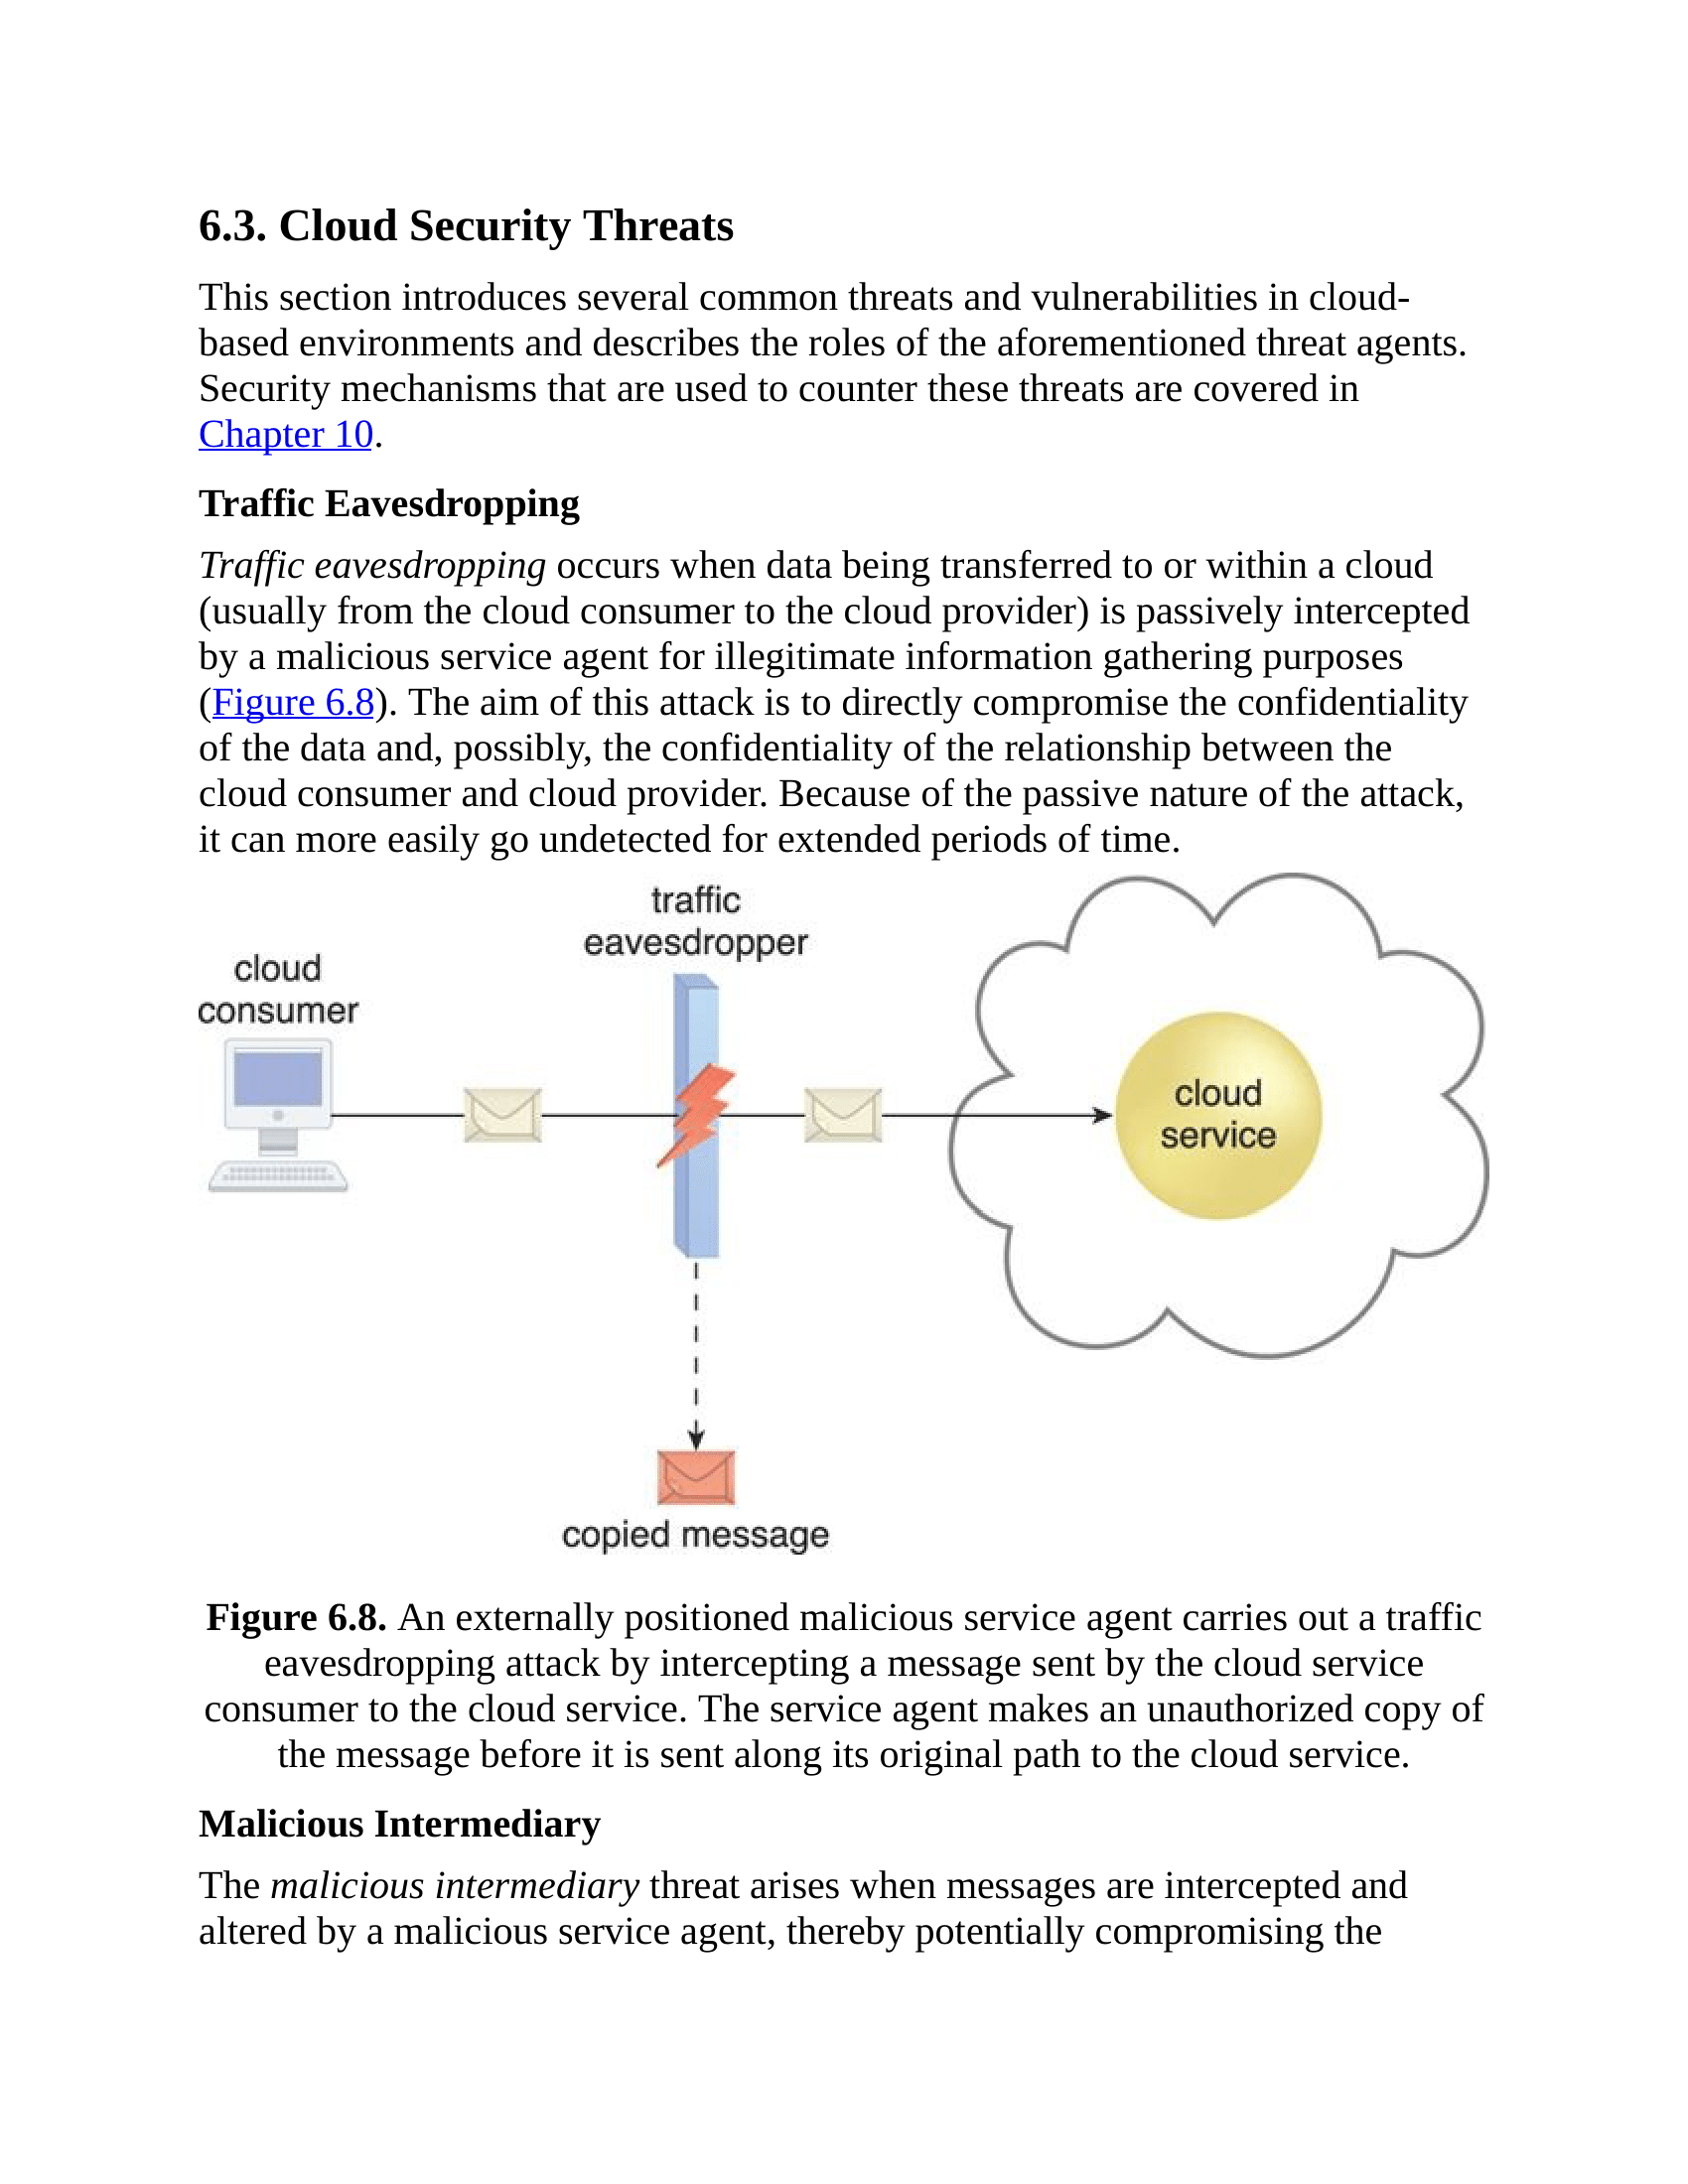 6.3. Cloud Security Threats
This section introduces several common threats and vulnerabilities in cloud-
based environments and describes the roles of the aforementioned threat agents.
Security mechanisms that are used to counter these threats are covered in
Chapter 10.
Traffic Eavesdropping
Traffic eavesdropping occurs when data being transferred to or within a cloud
(usually from the cloud consumer to the cloud provider) is passively intercepted
by a malicious service agent for illegitimate information gathering purposes
(Figure 6.8). The aim of this attack is to directly compromise the confidentiality
of the data and, possibly, the confidentiality of the relationship between the
cloud consumer and cloud provider. Because of the passive nature of the attack,
it can more easily go undetected for extended periods of time.
traffic
eavesdropper
cloud
consumer
cloud
service
copied message
Figure 6.8. An externally positioned malicious service agent carries out a traffic
eavesdropping attack by intercepting a message sent by the cloud service
consumer to the cloud service. The service agent makes an unauthorized copy of
the message before it is sent along its original path to the cloud service.
Malicious Intermediary
The malicious intermediary threat arises when messages are intercepted and
altered by a malicious service agent, thereby potentially compromising the